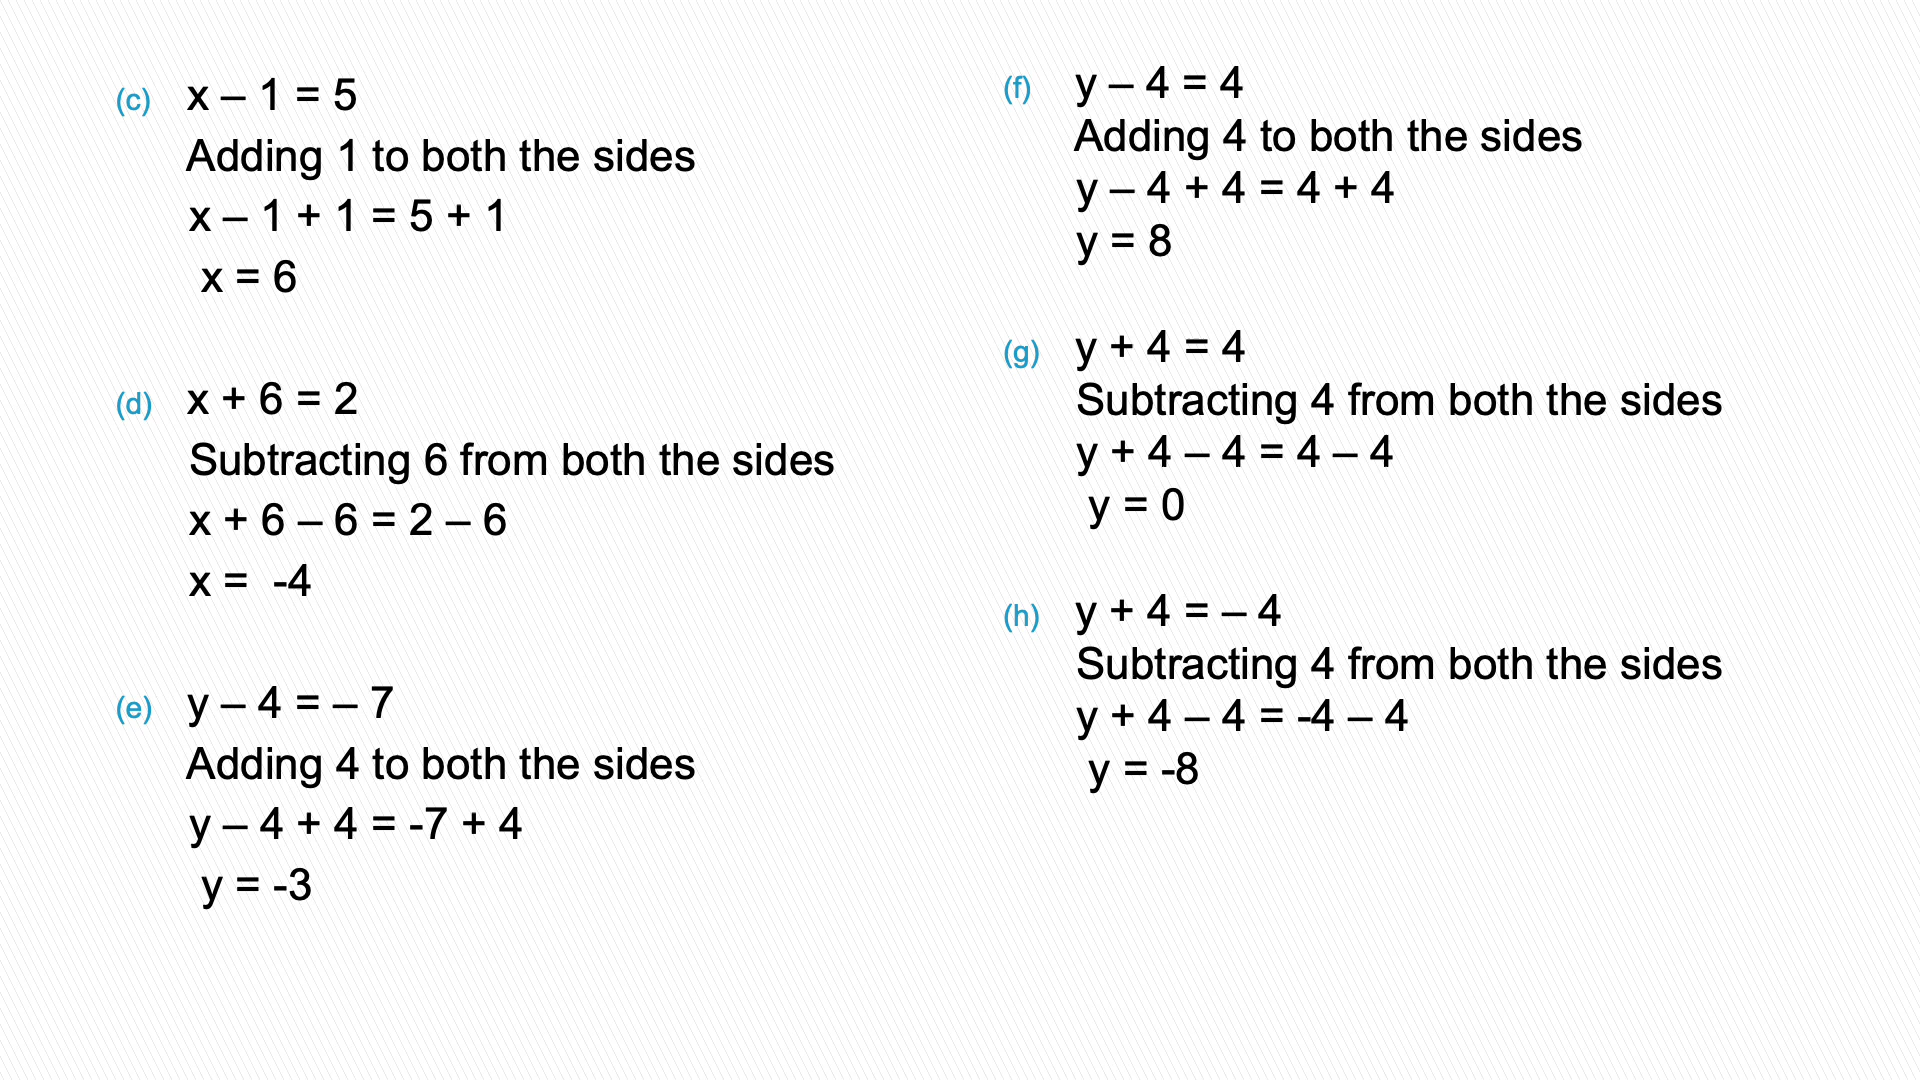 (c) x – 1 = 5
Adding 1 to both the sides
x – 1 + 1 = 5 + 1
x = 6
(d) x + 6 = 2
Subtracting 6 from both the sides
x + 6 – 6 = 2 – 6
x = -4
(e) y – 4 = – 7
Adding 4 to both the sides
y – 4 + 4 = -7 + 4
y = -3
(f) y – 4 = 4
Adding 4 to both the sides
y – 4 + 4 = 4 + 4
y = 8
(g) y + 4 = 4
Subtracting 4 from both the sides
y + 4 – 4 = 4 – 4
y = 0
(h) y + 4 = – 4
Subtracting 4 from both the sides
y + 4 – 4 = -4 – 4
y = -8